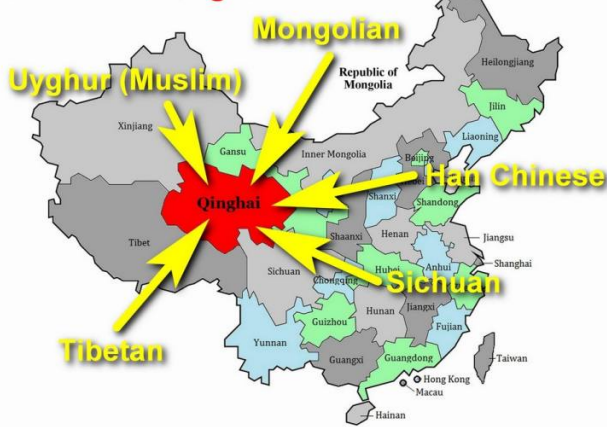 Mongolian
Heilongjiang
Uyghur (Muslim)
Republic of
Mongolia
Jilin
Xinjiang
Liaoning
Gansu
Inner Mongolia
Beijing
Han Chinese
Shanxi
Qinghai
Shandong
Shaanxi
Henan
Jiangsu
Tibet
Sichuan
Hubei
Anhui
Shanghai
Chongqing
Sichuan
Tibetan
Hunan
Jiangxi
Guizhou
Fujian
Yunnan
Guangxi
Guangdong
Taiwan
Hong Kong
Macau
Hainan